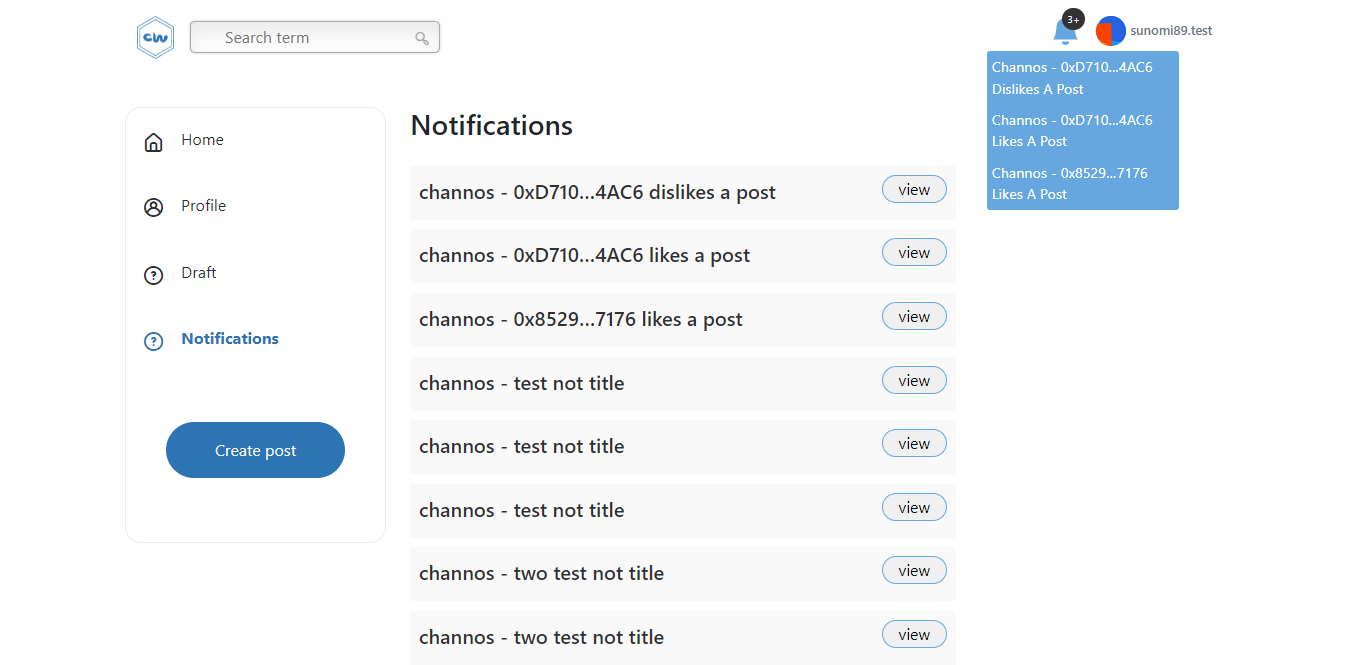 cw
Search term
3+
sunomi89.test
Channos - 0xD710...4AC6
Dislikes A Post
Channos - 0xD710...4AC6
Likes A Post
Channos - 0x8529...7176
Likes A Post
Home
Profile
Draft
Notifications
Create post
Notifications
channos - 0xD710...4AC6 dislikes a post view
channos - 0xD710...4AC6 likes a post view
channos - 0x8529...7176 likes a post view
channos - test not title view
channos - test not title view
channos - test not title view
channos - two test not title view
channos - two test not title view